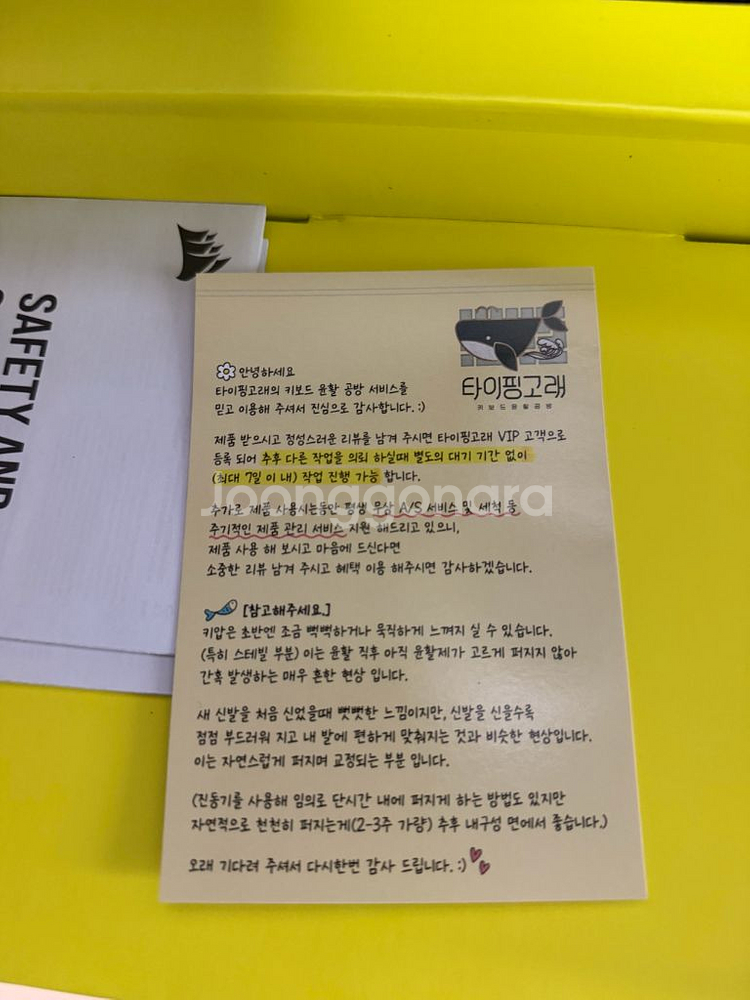 SAFETY AND
타이핑고래
키보드윤활공방
안녕하세요
타이핑고래의 키보드 윤활 공방 서비스를
믿고 이용해 주셔서 진심으로 감사합니다. :)
제품 받으시고 정성스러운 리뷰를 남겨 주시면 타이핑고래 VIP 고객으로
등록 되어 추후 다른 작업을 의뢰 하실때 별도의 대기 기간 없이
(최대 7일 이내) 작업 진행 가능 합니다.
추가로 제품 사용시는동안 평생 무상 A/S 서비스 및 세척 등
주기적인 제품 관리 서비스 지원 해드리고 있으니,
제품 사용 해 보시고 마음에 드신다면
소중한 리뷰 남겨 주시고 혜택 이용 해주시면 감사하겠습니다.
[참고해주세요.]
키압은 초반엔 조금 뻑뻑하거나 묵직하게 느껴지 실 수 있습니다.
(특히 스테빌 부분) 이는 윤활 직후 아직 윤활제가 고르게 퍼지지 않아
간혹 발생하는 매우 흔한 현상 입니다.
새 신발을 처음 신었을때 뻣뻣한 느낌이지만, 신발을 신을수록
점점 부드러워 지고 내 발에 편하게 맞춰지는 것과 비슷한 현상입니다.
이는 자연스럽게 퍼지며 교정되는 부분 입니다.
(진동기를 사용해 임의로 단시간 내에 퍼지게 하는 방법도 있지만
자연적으로 천천히 퍼지는게(2-3주 가량) 추후 내구성 면에서 좋습니다.)
오래 기다려 주셔서 다시한번 감사 드립니다. :)
Joonggonara